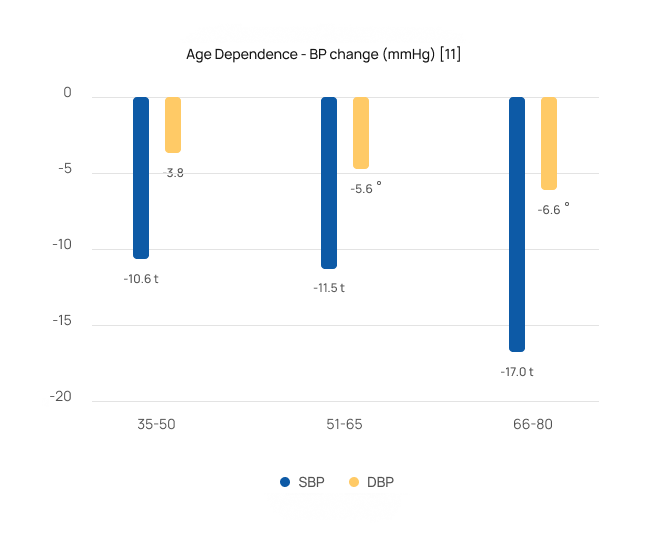 Age Dependence - BP change (mmHg) [11]
0
-5
-10
-15
-20
-3.8
-5.6 °
-6.6 °
-10.6 t
-11.5 t
-17.0 t
35-50 51-65 66-80
SBP DBP